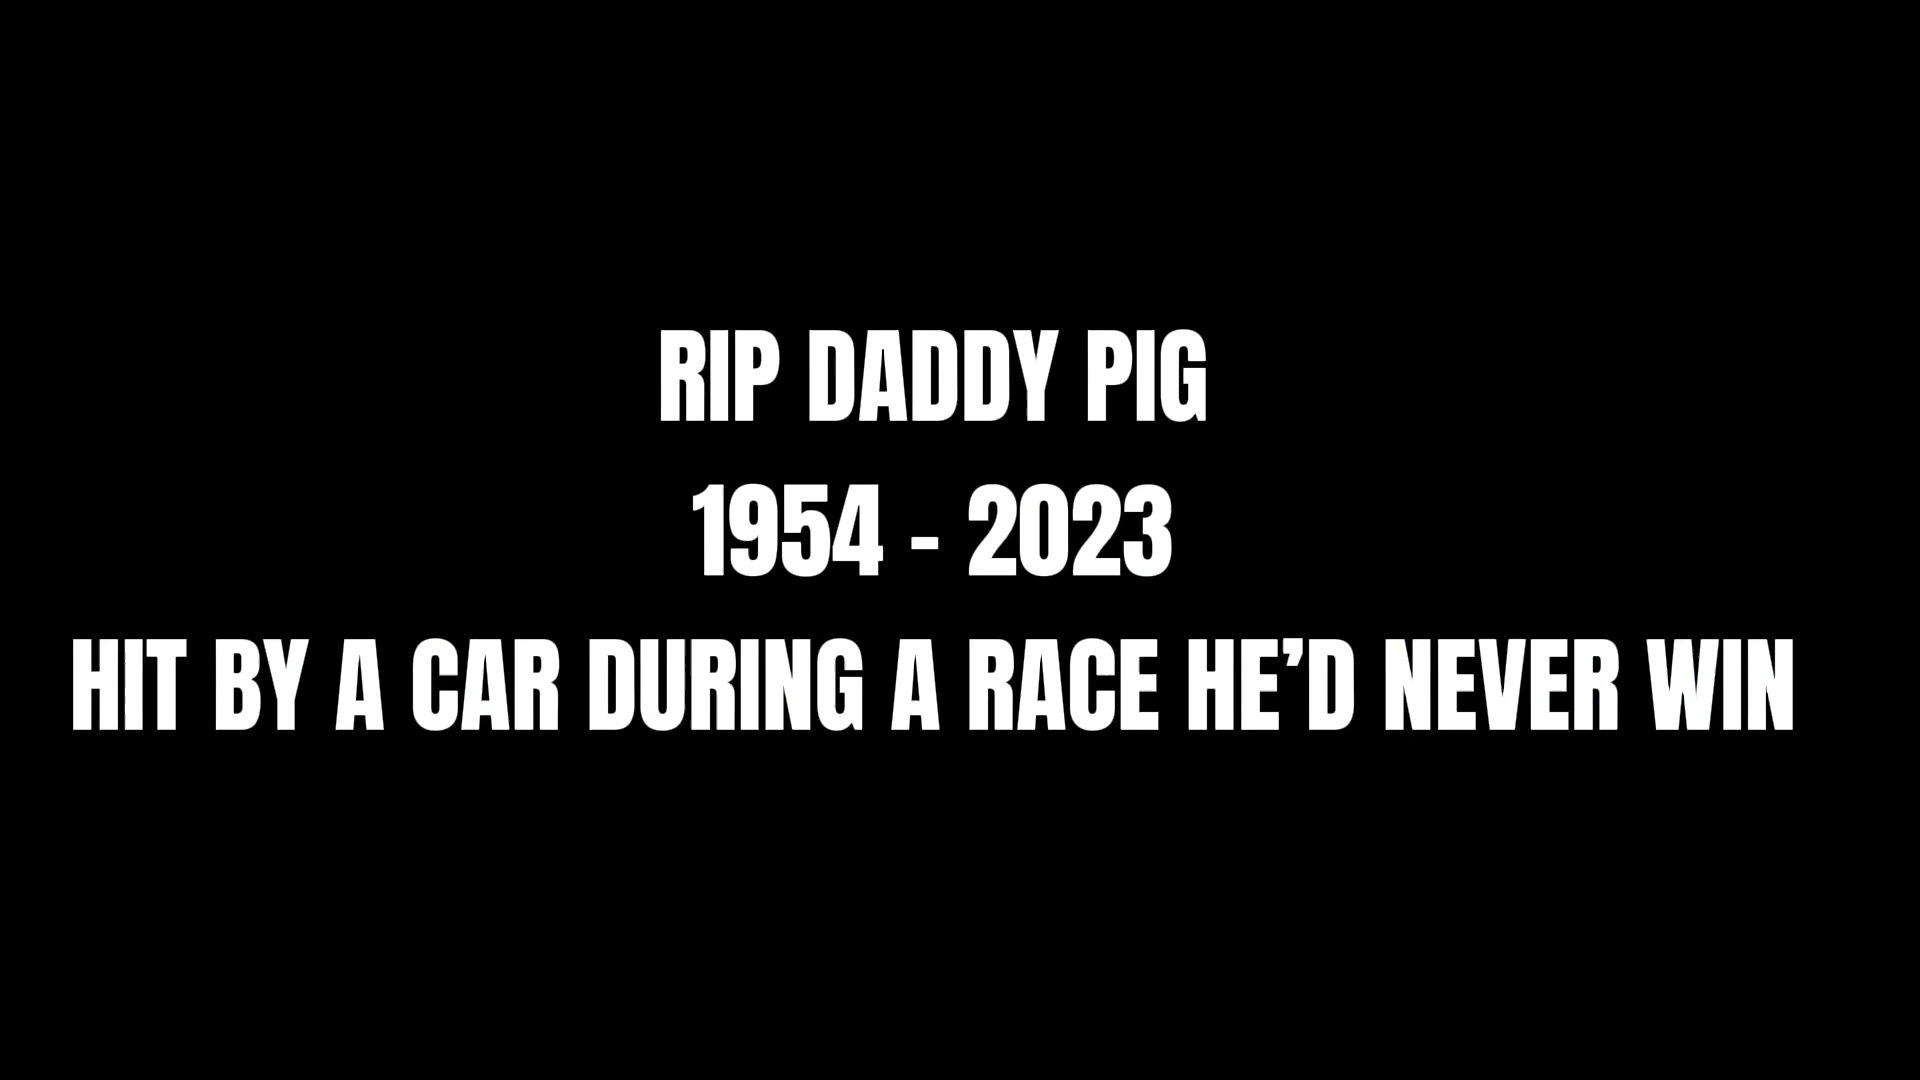 RIP DADDY PIG
1954 - 2023
HIT BY A CAR DURING A RACE HE’D NEVER WIN